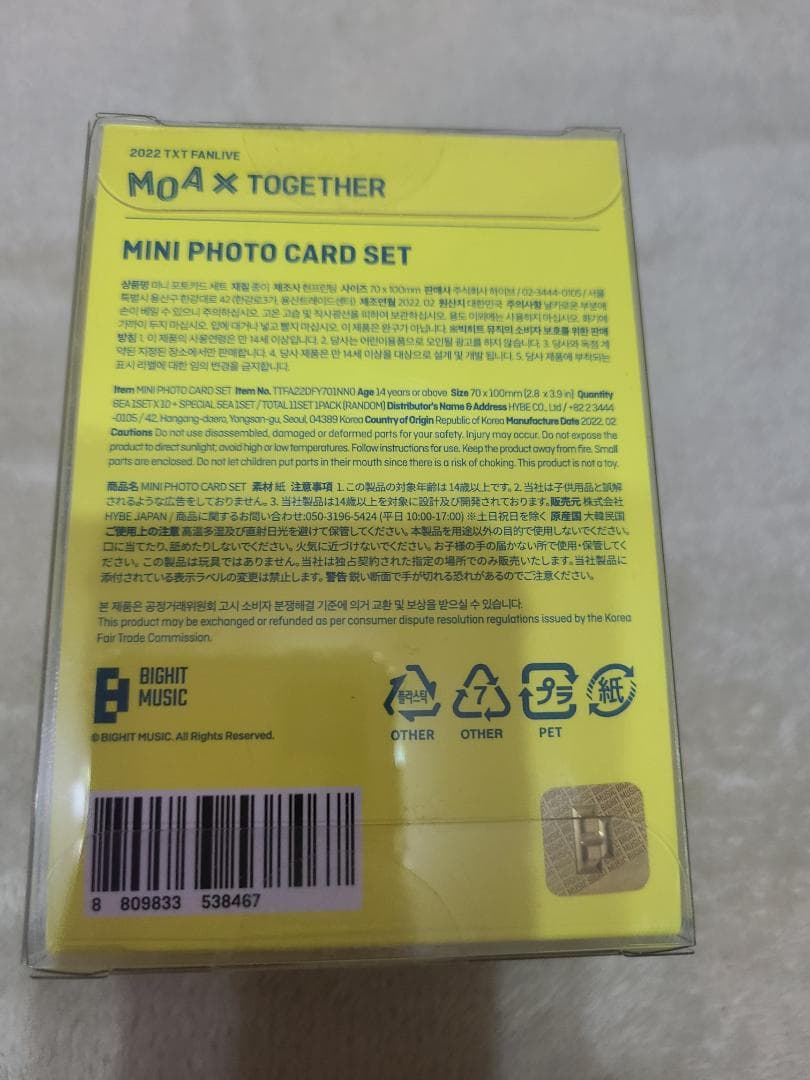 2022 TXT FANLIVE
MOA X TOGETHER
MINI PHOTO CARD SET
상품명 미니 포토카드 세트 재질 종이 제조사 현프린팅 사이즈 70 x 100mm 판매사 주식회사 하이브 / 02-3444-0105 / 서울
특별시 용산구 한강대로 42 (한강로3가, 용산트레이드센터) 제조연월 2022. 02 원산지 대한민국 주의사항 날카로운 부분에
손이 베일 수 있으니 주의하십시오. 고온 고습 및 직사광선을 피하여 보관하십시오. 용도 이외에는 사용하지 마십시오. 화기에
가까이 두지 마십시오. 입에 대거나 넣고 빨지 마십시오. 이 제품은 완구가 아닙니다. ※빅히트 뮤직의 소비자 보호를 위한 판매
방침 1. 이 제품의 사용연령은 만 14세 이상입니다. 2. 당사는 어린이용품으로 오인될 광고를 하지 않습니다. 3. 당사와 독점 계
약된 지정된 장소에서만 판매합니다. 4. 당사 제품은 만 14세 이상을 대상으로 설계 및 개발 됩니다. 5. 당사 제품에 부착되는
표시 라벨에 대한 임의 변경을 금지합니다.
Item MINI PHOTO CARD SET Item No. TTFA22DFY701NN0 Age 14 years or above Size 70 x 100mm (2.8 x 3.9 in) Quantity
6EA 1SET X 10 + SPECIAL 5EA 1SET / TOTAL 11SET 1PACK (RANDOM) Distributor's Name & Address HYBE CO., Ltd / +82 2 3444
-0105 / 42, Hangang-daero, Yongsan-gu, Seoul, 04389 Korea Country of Origin Republic of Korea Manufacture Date 2022. 02
Cautions Do not use disassembled, damaged or deformed parts for your safety. Injury may occur. Do not expose the
product to direct sunlight; avoid high or low temperatures. Follow instructions for use. Keep the product away from fire. Small
parts are enclosed. Do not let children put parts in their mouth since there is a risk of choking. This product is not a toy.
商品名 MINI PHOTO CARD SET 素材 紙 注意事項 1. この製品の対象年齢は 14歳以上です。2. 当社は子供用品と誤解
されるような広告をしておりません。3. 当社製品は14歳以上を対象に設計及び開発されております。販売元 株式会社
HYBE JAPAN / 商品に関するお問い合わせ:050-3196-5424 (平日 10:00-17:00) ※土日祝日を除く 原産国 大韓民国
ご使用上の注意 高温多湿及び直射日光を避けて保管してください。本製品を用途以外の目的で使用しないでください。
口に当てたり、舐めたりしないでください。火気に近づけないでください。お子様の手の届かない所で使用・保管してく
ださい。この製品は玩具ではありません。当社は独占契約された指定の場所でのみ販売いたします。当社製品に
添付されている表示ラベルの変更は禁止します。警告 鋭い断面で手が切れる恐れがあるのでご注意ください。
본 제품은 공정거래위원회 고시 소비자 분쟁해결 기준에 의거 교환 및 보상을 받으실 수 있습니다.
This product may be exchanged or refunded as per consumer dispute resolution regulations issued by the Korea
Fair Trade Commission.
BIGHIT
MUSIC
©BIGHIT MUSIC. All Rights Reserved.
플라스틱
OTHER
7
OTHER
プラ
PET
紙
8 809833 538467
BIGHIT
MUSIC